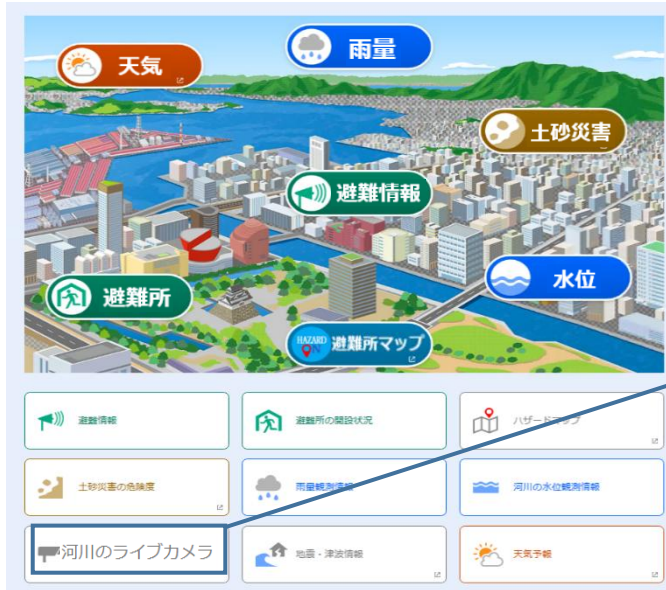 天気
雨量
土砂災害
避難情報
水位
避難所
HAZARD ON 避難所マップ
避難情報
避難所の開設状況
ハザードマップ
土砂災害の危険度
雨量観測情報
河川の水位観測情報
河川のライブカメラ
地震・津波情報
天気予報